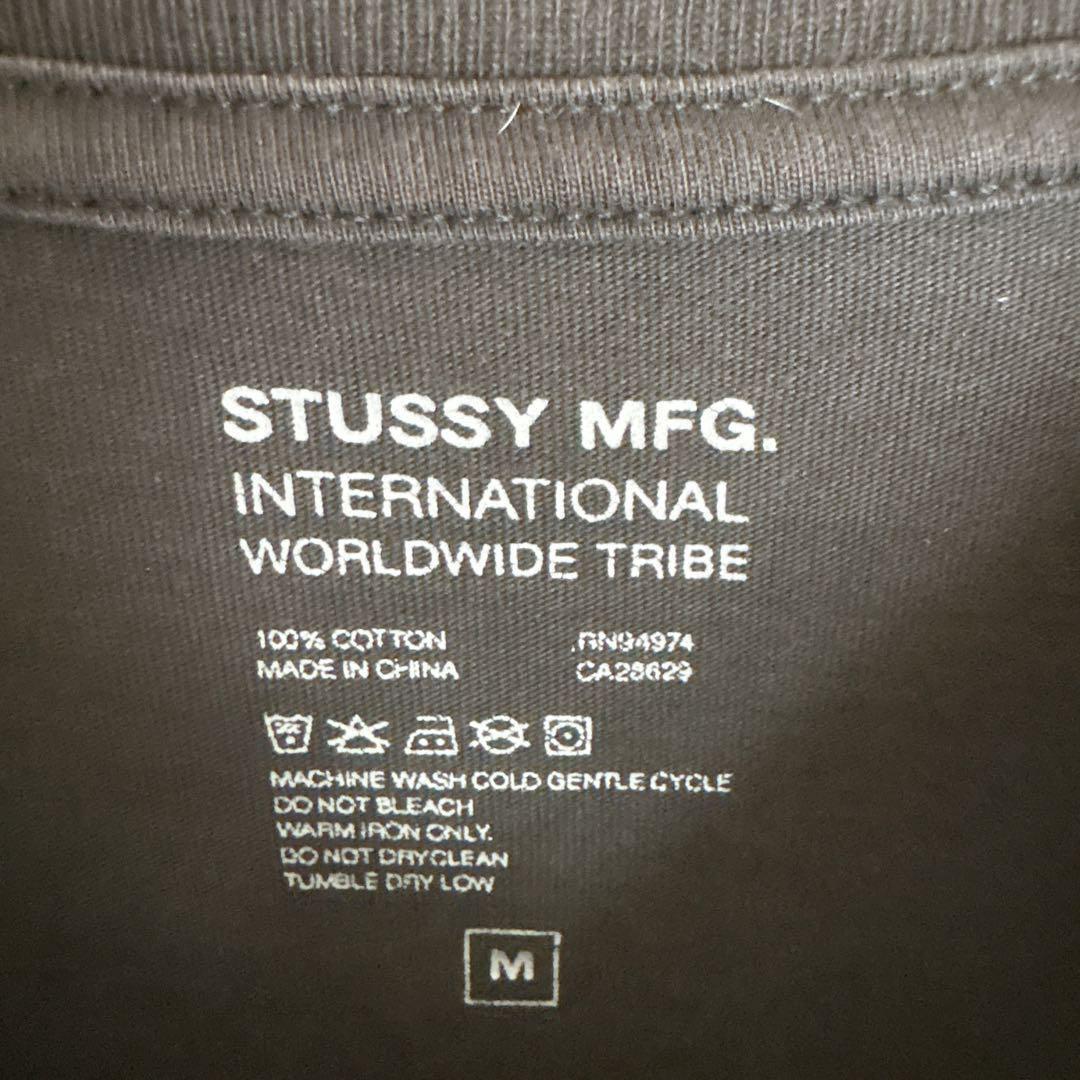 STUSSY MFG.
INTERNATIONAL
WORLDWIDE TRIBE
100% COTTON RN94974
MADE IN CHINA CA28629
MACHINE WASH COLD GENTLE CYCLE
DO NOT BLEACH
WARM IRON ONLY.
DO NOT DRYCLEAN
TUMBLE DRY LOW
M